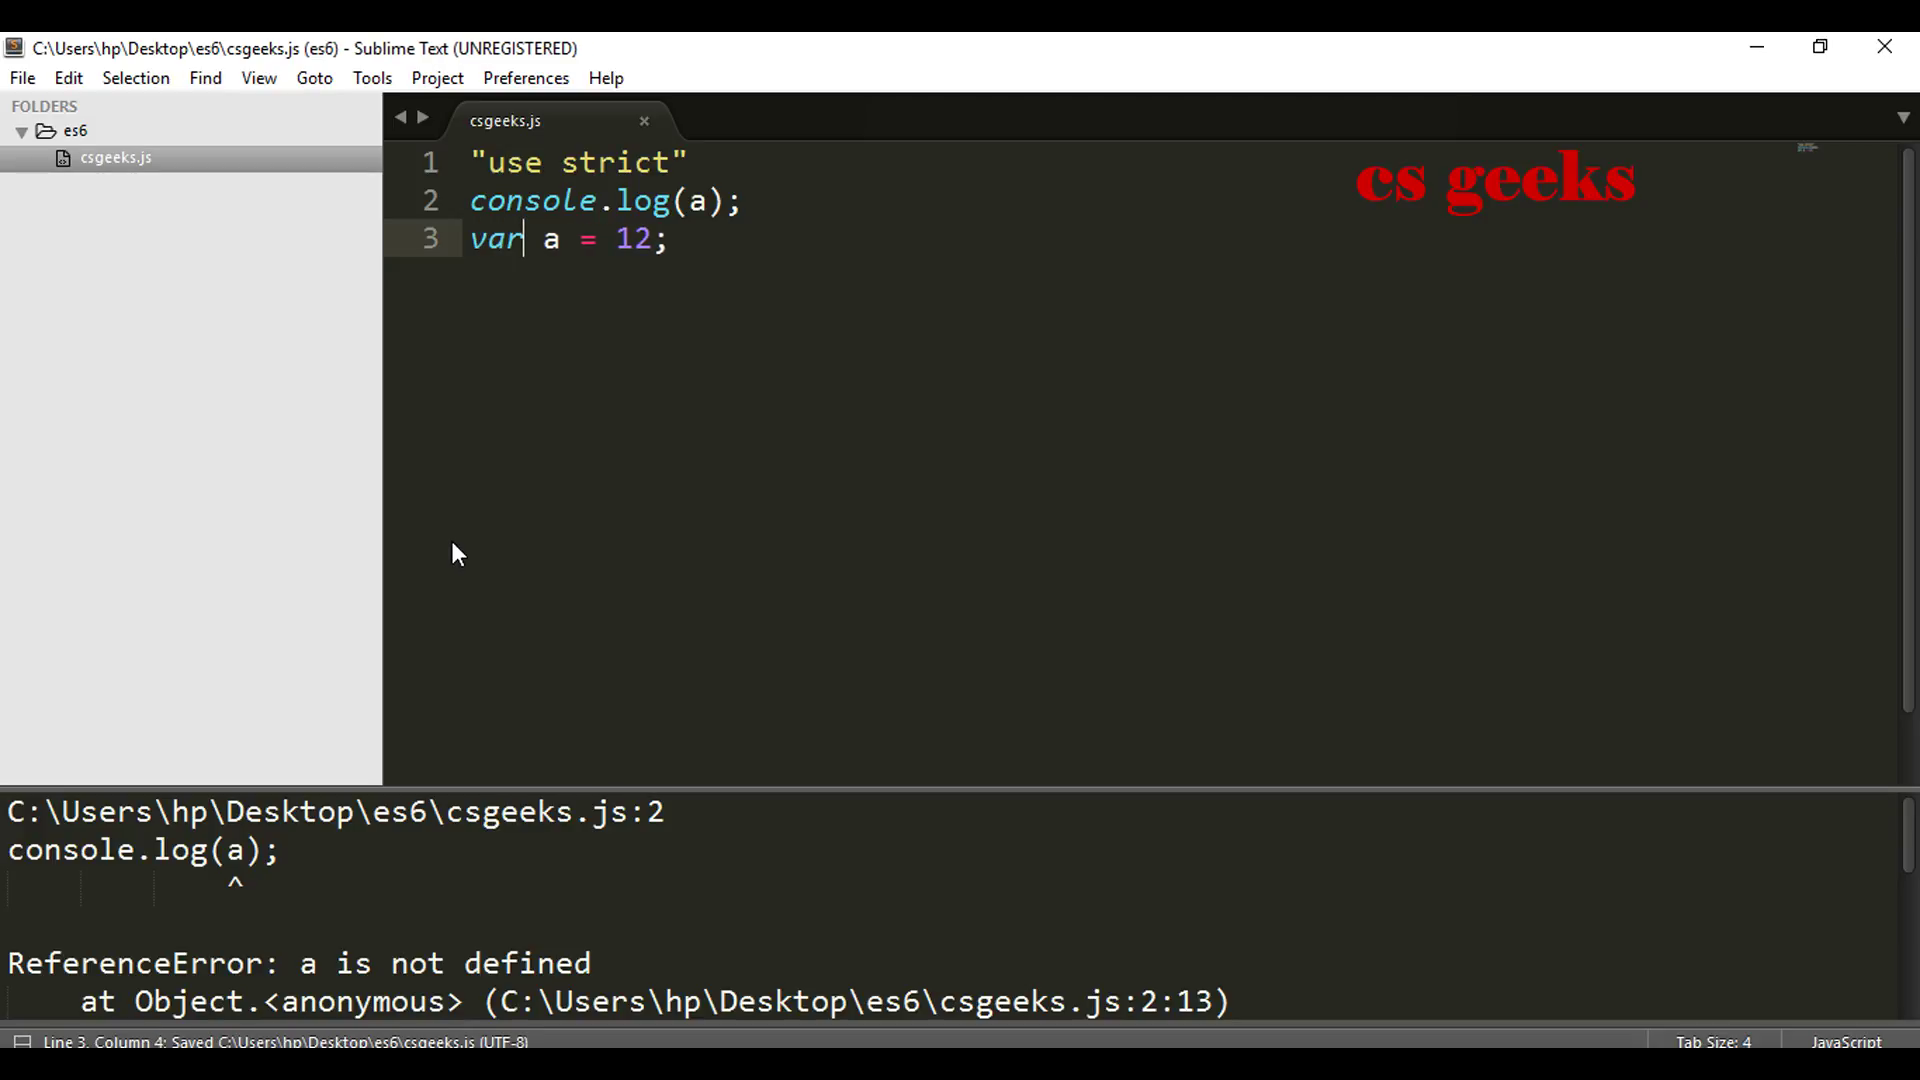 C:\Users\hp\Desktop\es6\csgeeks.js (es6) - Sublime Text (UNREGISTERED)
File Edit Selection Find View Goto Tools Project Preferences Help
FOLDERS
es6
csgeeks.js
csgeeks.js
cs geeks
1 "use strict"
2 console.log(a);
3 var a = 12;
C:\Users\hp\Desktop\es6\csgeeks.js:2
console.log(a);
^
ReferenceError: a is not defined
at Object.<anonymous> (C:\Users\hp\Desktop\es6\csgeeks.js:2:13)
Line 3, Column 4; Saved C:\Users\hp\Desktop\es6\csgeeks.js (UTF-8) Tab Size: 4 JavaScript